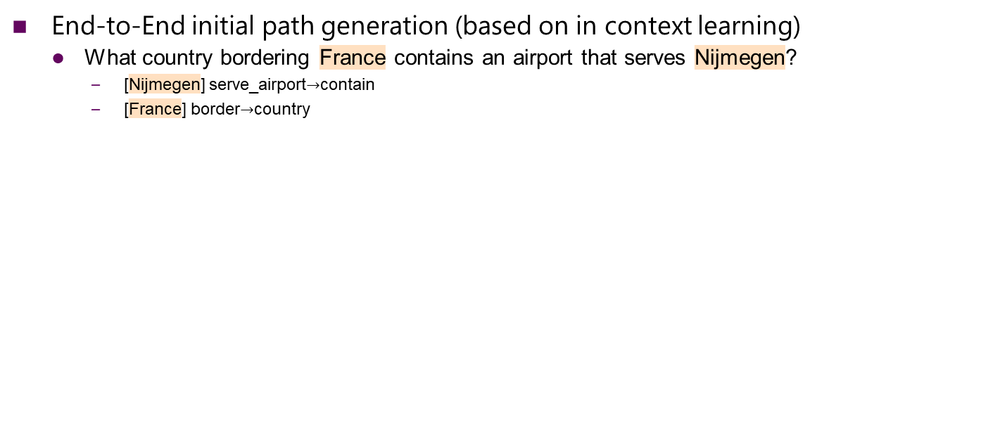 End-to-End initial path generation (based on in context learning)
What country bordering France contains an airport that serves Nijmegen?
– [Nijmegen] serve_airport→contain
– [France] border→country